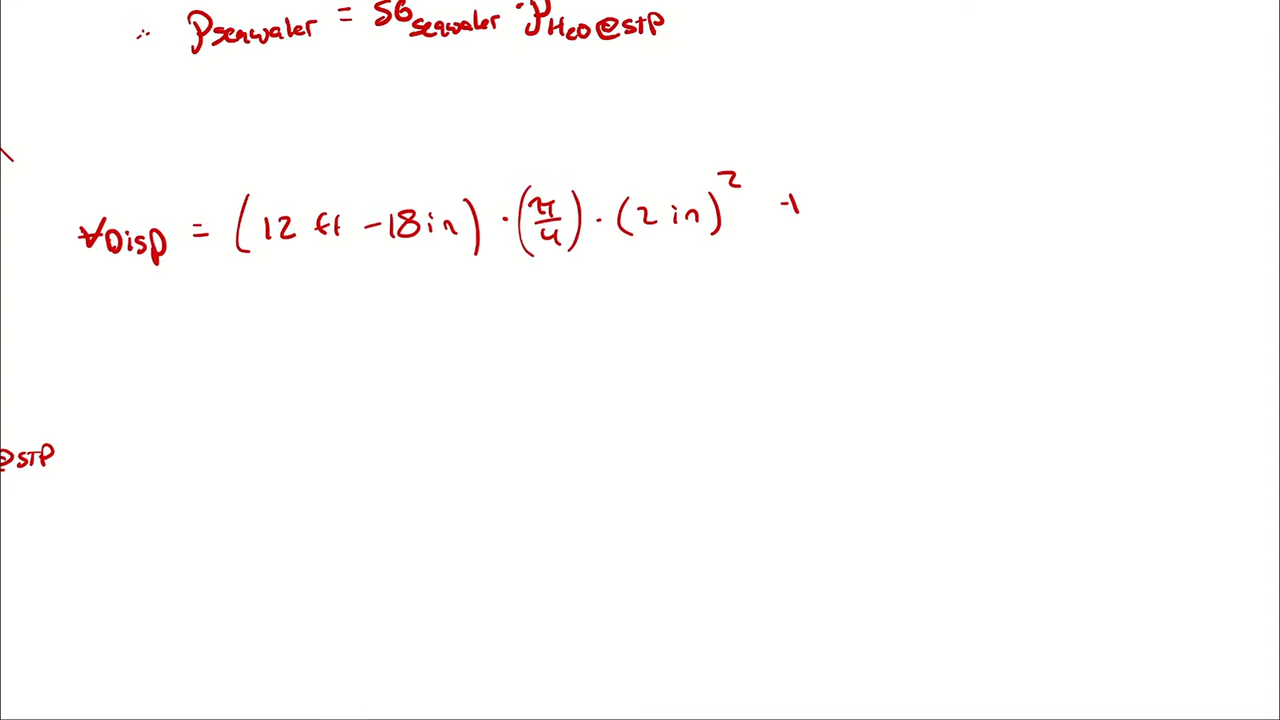 ∴ ρseawater = SGseawater · ρH2O@STP
∀Disp = (12 ft - 18 in) · (π/4) · (2 in)² +
@STP